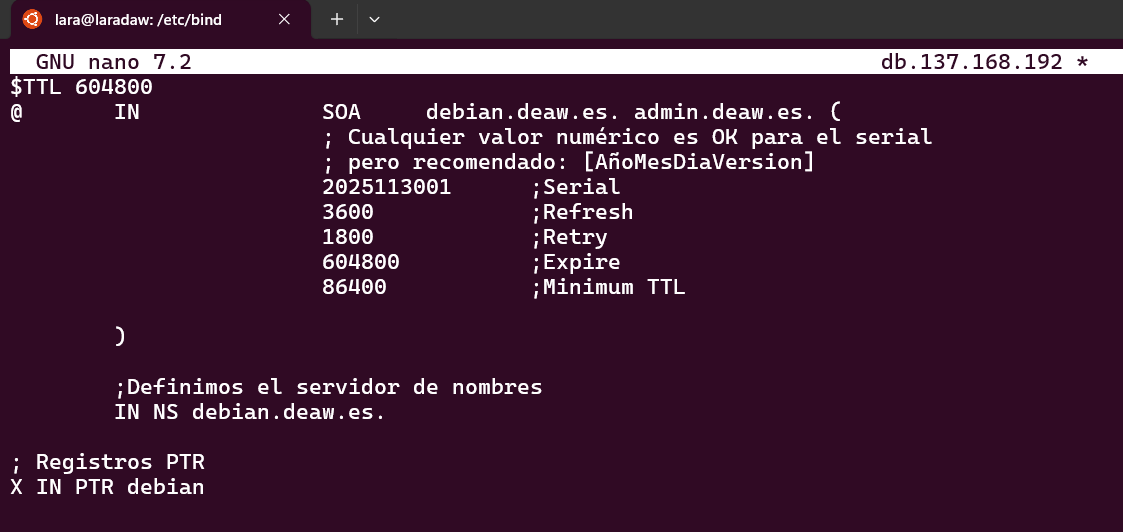 lara@laradaw: /etc/bind
GNU nano 7.2 db.137.168.192 *
$TTL 604800
@ IN SOA debian.deaw.es. admin.deaw.es. (
; Cualquier valor numérico es OK para el serial
; pero recomendado: [AñoMesDiaVersion]
2025113001 ;Serial
3600 ;Refresh
1800 ;Retry
604800 ;Expire
86400 ;Minimum TTL
)
;Definimos el servidor de nombres
IN NS debian.deaw.es.
; Registros PTR
X IN PTR debian